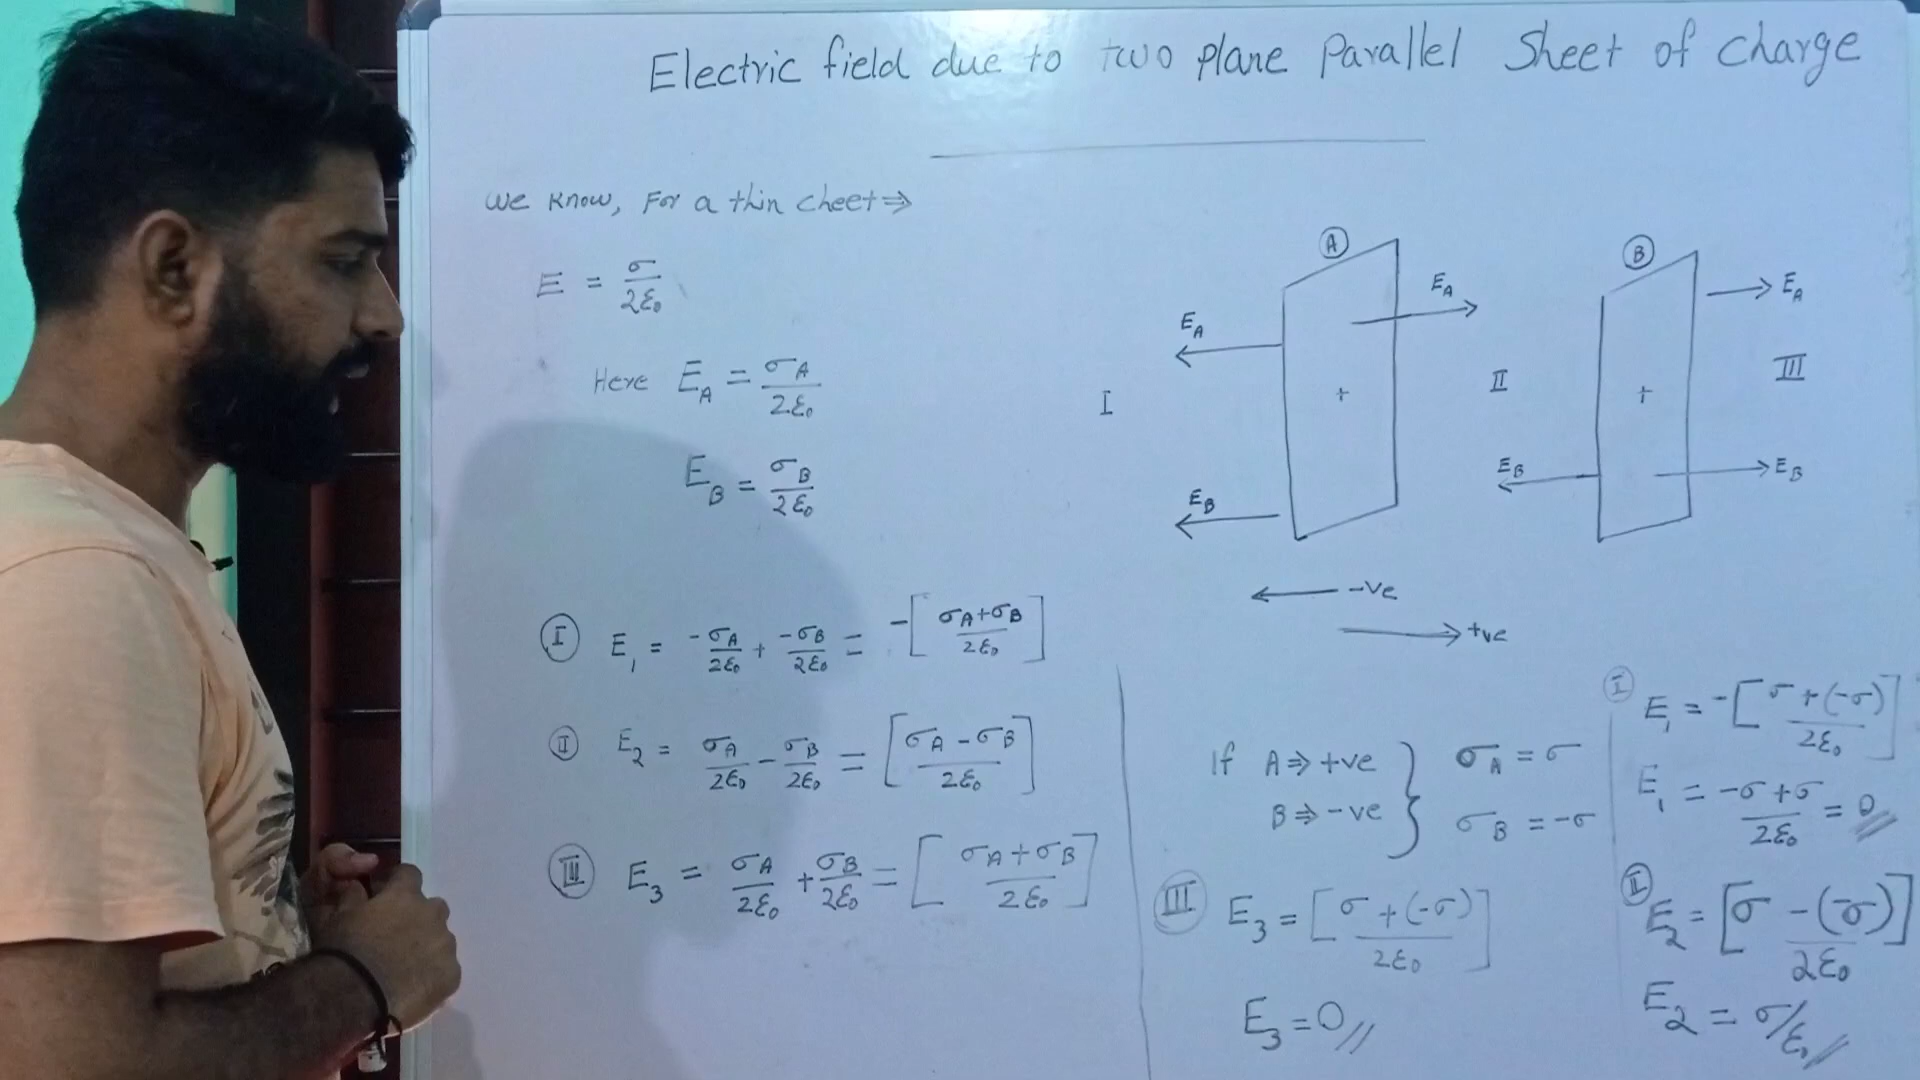 Electric field due to two plane Parallel Sheet of charge
We know, For a thin cheet ⇒
E = σ/2ε₀
Here E_A = σ_A/2ε₀
E_B = σ_B/2ε₀
Ⓐ
Ⓑ
E_A
E_A
E_A
I
+
II
+
III
E_B
E_B
E_B
← -ve
→ +ve
Ⓘ E₁ = -σ_A/2ε₀ + -σ_B/2ε₀ = -[σ_A+σ_B/2ε₀]
Ⅱ E₂ = σ_A/2ε₀ - σ_B/2ε₀ = [σ_A - σ_B/2ε₀]
Ⅲ E₃ = σ_A/2ε₀ + σ_B/2ε₀ = [σ_A+σ_B/2ε₀]
If A ⇒ +ve } σ_A = σ
B ⇒ -ve } σ_B = -σ
Ⅲ E₃ = [σ + (-σ)/2ε₀]
E₃ = 0//
Ⓘ E₁ = -[σ + (-σ)/2ε₀]
E₁ = -σ + σ/2ε₀ = 0//
Ⅱ E₂ = [σ - (-σ)/2ε₀]
E₂ = σ/ε₀//